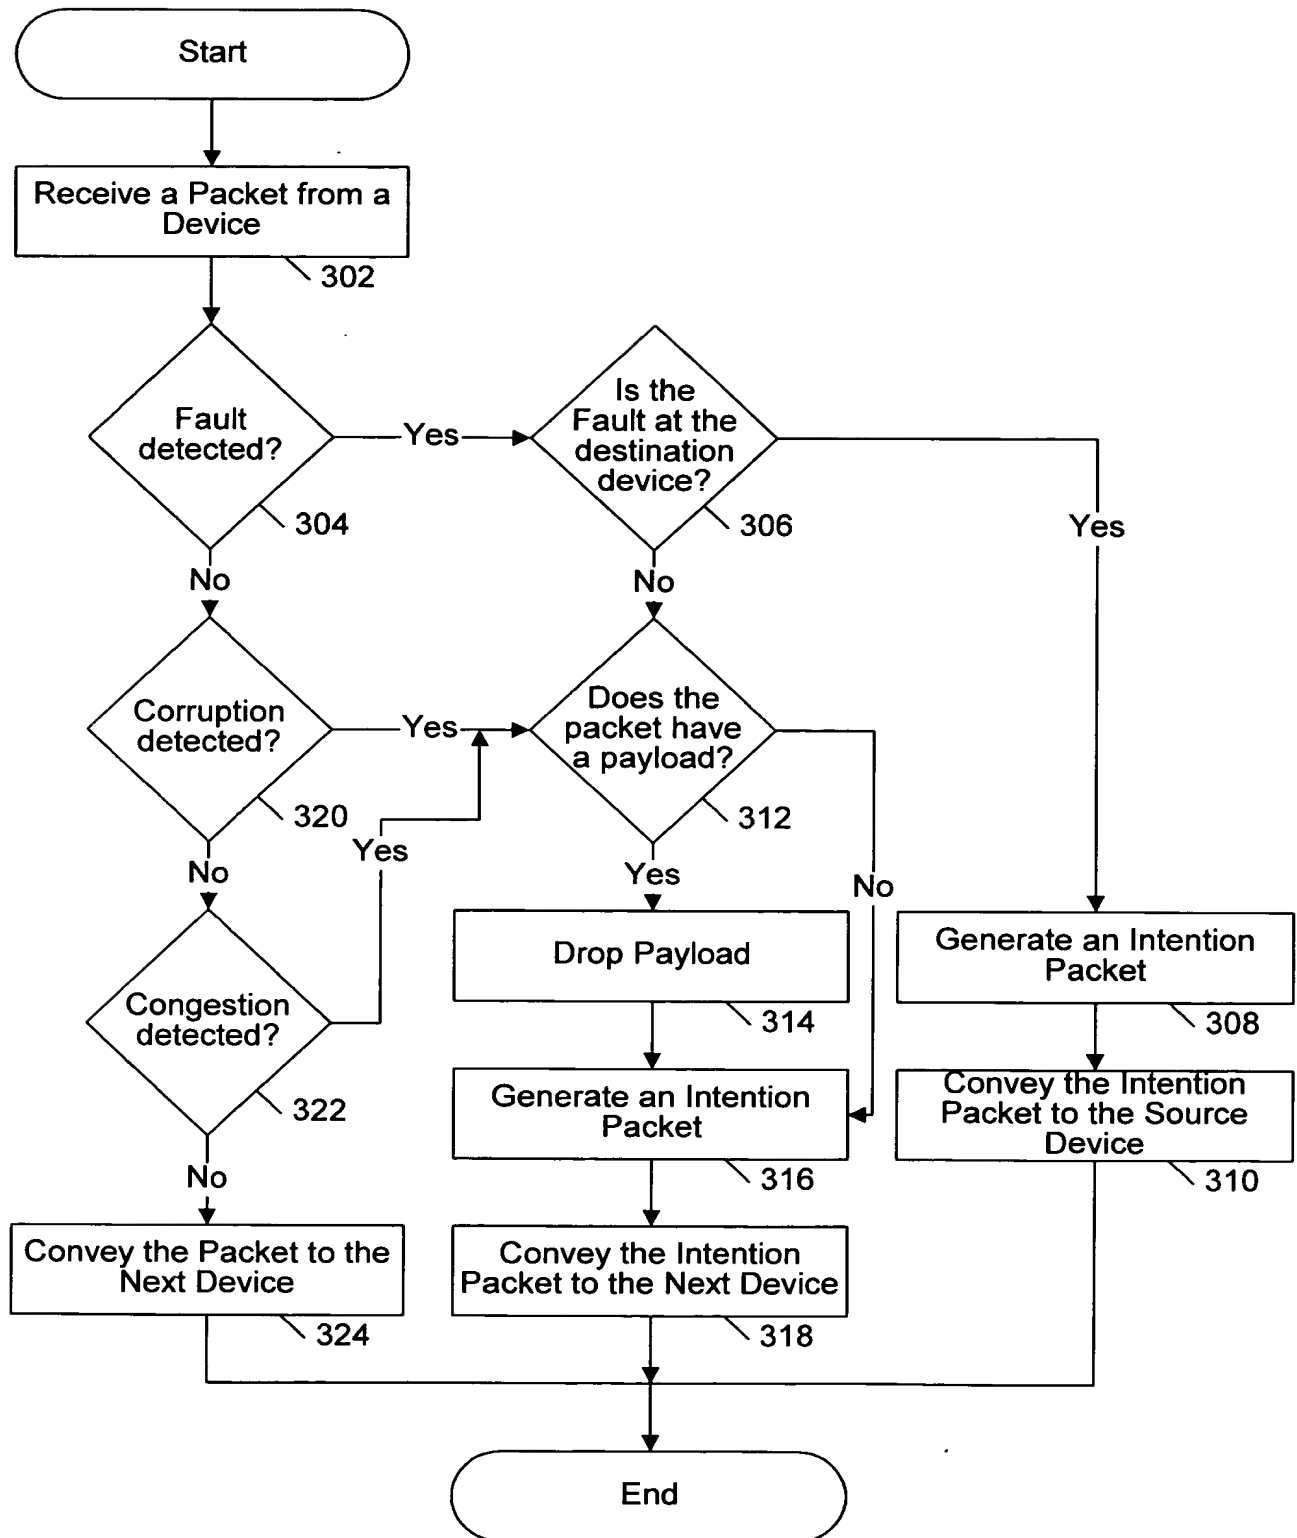 Start
Receive a Packet from a
Device
302
Fault
detected?
304
Yes
Is the
Fault at the
destination
device?
306
Yes
No
No
Corruption
detected?
320
Yes
Does the
packet have
a payload?
312
No
Yes
Yes
No
Congestion
detected?
322
Drop Payload
314
Generate an Intention
Packet
308
Generate an Intention
Packet
316
Convey the Intention
Packet to the Source
Device
310
No
Convey the Packet to the
Next Device
324
Convey the Intention
Packet to the Next Device
318
End